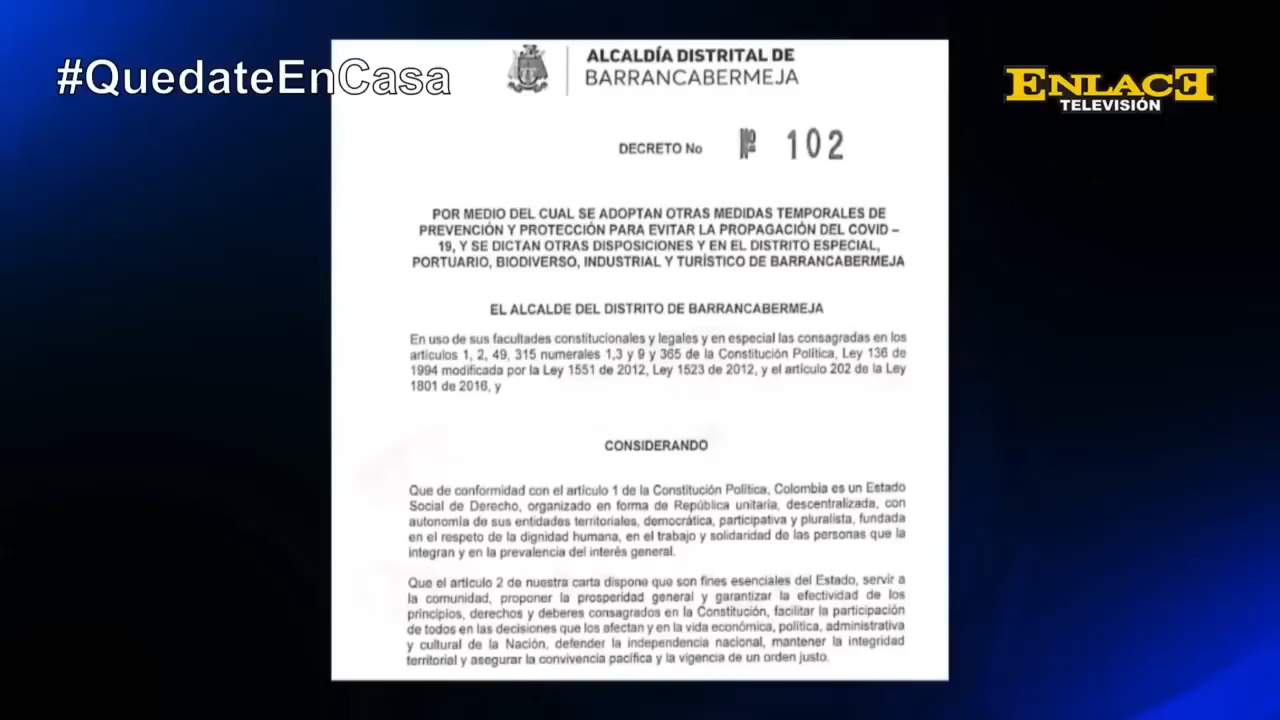 #QuedateEnCasa
ENLACE
TELEVISIÓN
ALCALDÍA DISTRITAL DE
BARRANCABERMEJA
DECRETO No Nº 102
POR MEDIO DEL CUAL SE ADOPTAN OTRAS MEDIDAS TEMPORALES DE
PREVENCIÓN Y PROTECCIÓN PARA EVITAR LA PROPAGACIÓN DEL COVID –
19, Y SE DICTAN OTRAS DISPOSICIONES Y EN EL DISTRITO ESPECIAL,
PORTUARIO, BIODIVERSO, INDUSTRIAL Y TURÍSTICO DE BARRANCABERMEJA
EL ALCALDE DEL DISTRITO DE BARRANCABERMEJA
En uso de sus facultades constitucionales y legales y en especial las consagradas en los
articulos 1, 2, 49, 315 numerales 1,3 y 9 y 365 de la Constitución Política, Ley 136 de
1994 modificada por la Ley 1551 de 2012, Ley 1523 de 2012, y el artículo 202 de la Ley
1801 de 2016, y
CONSIDERANDO
Que de conformidad con el artículo 1 de la Constitución Política, Colombia es un Estado
Social de Derecho, organizado en forma de República unitaria, descentralizada, con
autonomía de sus entidades territoriales, democrática, participativa y pluralista, fundada
en el respeto de la dignidad humana, en el trabajo y solidaridad de las personas que la
integran y en la prevalencia del interés general.
Que el artículo 2 de nuestra carta dispone que son fines esenciales del Estado, servir a
la comunidad, proponer la prosperidad general y garantizar la efectividad de los
principios, derechos y deberes consagrados en la Constitución, facilitar la participación
de todos en las decisiones que los afectan y en la vida económica, política, administrativa
y cultural de la Nación, defender la independencia nacional, mantener la integridad
territorial y asegurar la convivencia pacífica y la vigencia de un orden justo.